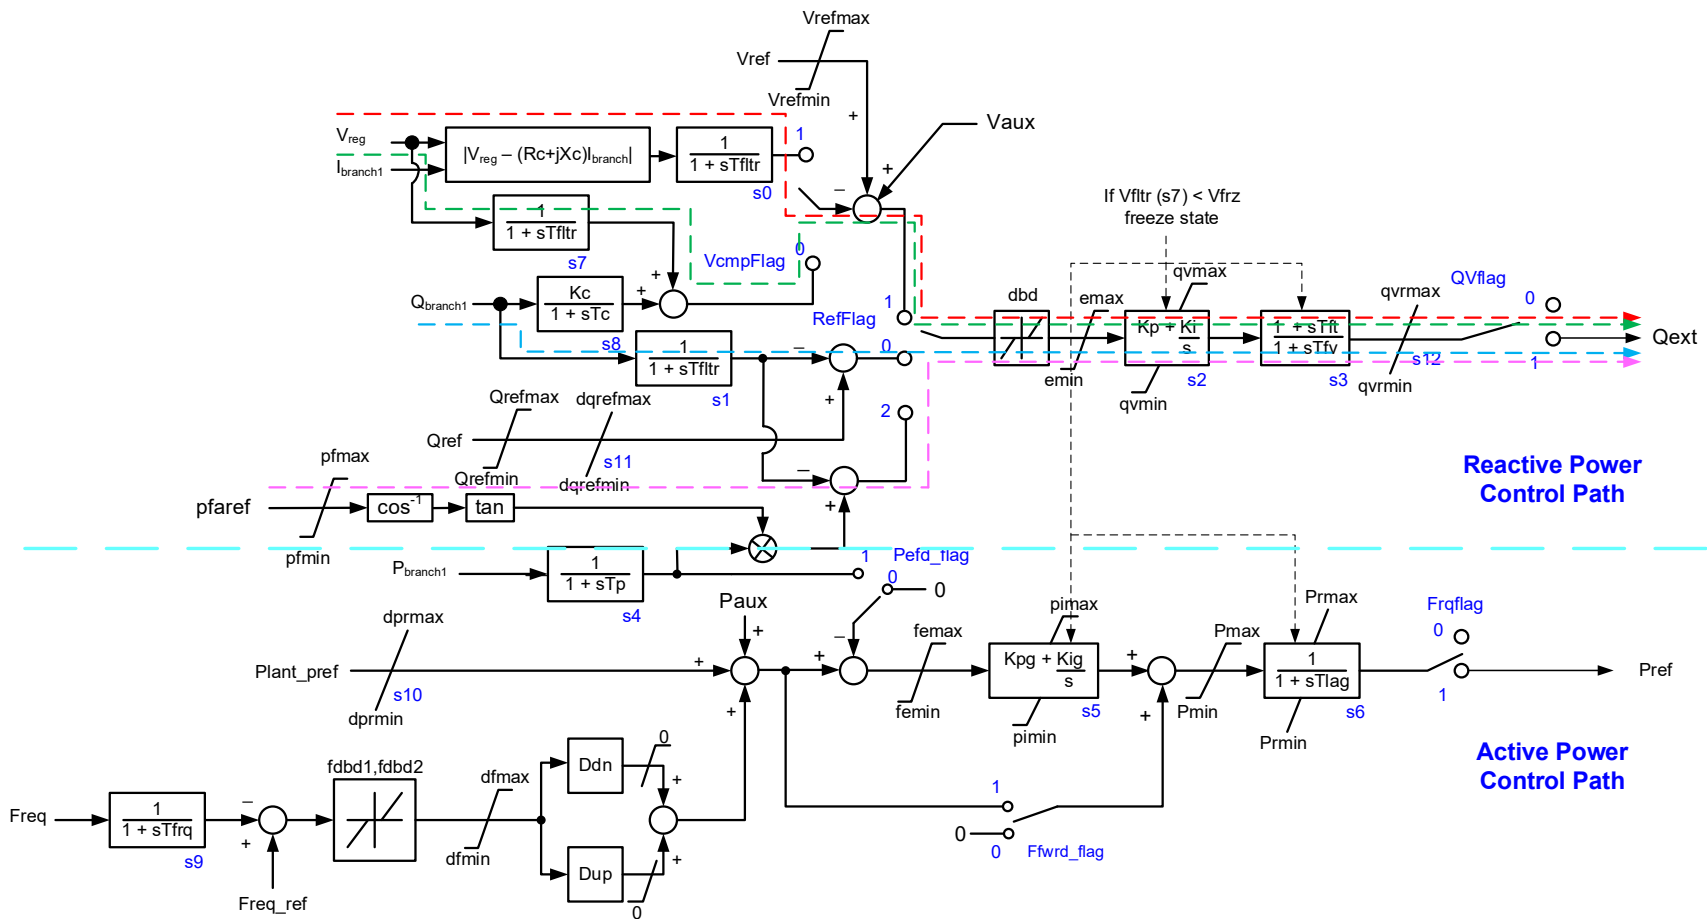 Vrefmax
Vref
Vrefmin
Vaux
Vreg
Ibranch1
|Vreg – (Rc+jXc)Ibranch|
1
1 + sTfltr
s0
1
+
+
–
If Vfltr (s7) < Vfrz
freeze state
1
1 + sTfltr
s7
VcmpFlag
0
+
+
Qbranch1
Kc
1 + sTc
s8
1
RefFlag
0
2
1
1 + sTfltr
s1
–
+
dbd
emax
emin
qvmax
Kp + Ki
s
s2
qvmin
1 + sTft
1 + sTfv
s3
qvrmax
s12
qvrmin
QVflag
0
1
Qext
Qrefmax
dqrefmax
Qref
s11
Qrefmin
dqrefmin
–
+
Reactive Power
Control Path
pfmax
pfaref
cos-1
tan
pfmin
Pbranch1
1
1 + sTp
s4
1
Pefd_flag
0
0
Paux
dprmax
Plant_pref
s10
dprmin
+
+
+
–
+
femax
femin
pimax
Kpg + Kig
s
s5
pimin
+
+
Pmax
Pmin
Prmax
1
1 + sTlag
s6
Prmin
Frqflag
0
1
Pref
Active Power
Control Path
fdbd1,fdbd2
dfmax
dfmin
Ddn
0
+
Dup
0
+
Freq
1
1 + sTfrq
s9
–
+
Freq_ref
1
0
0
Ffwrd_flag